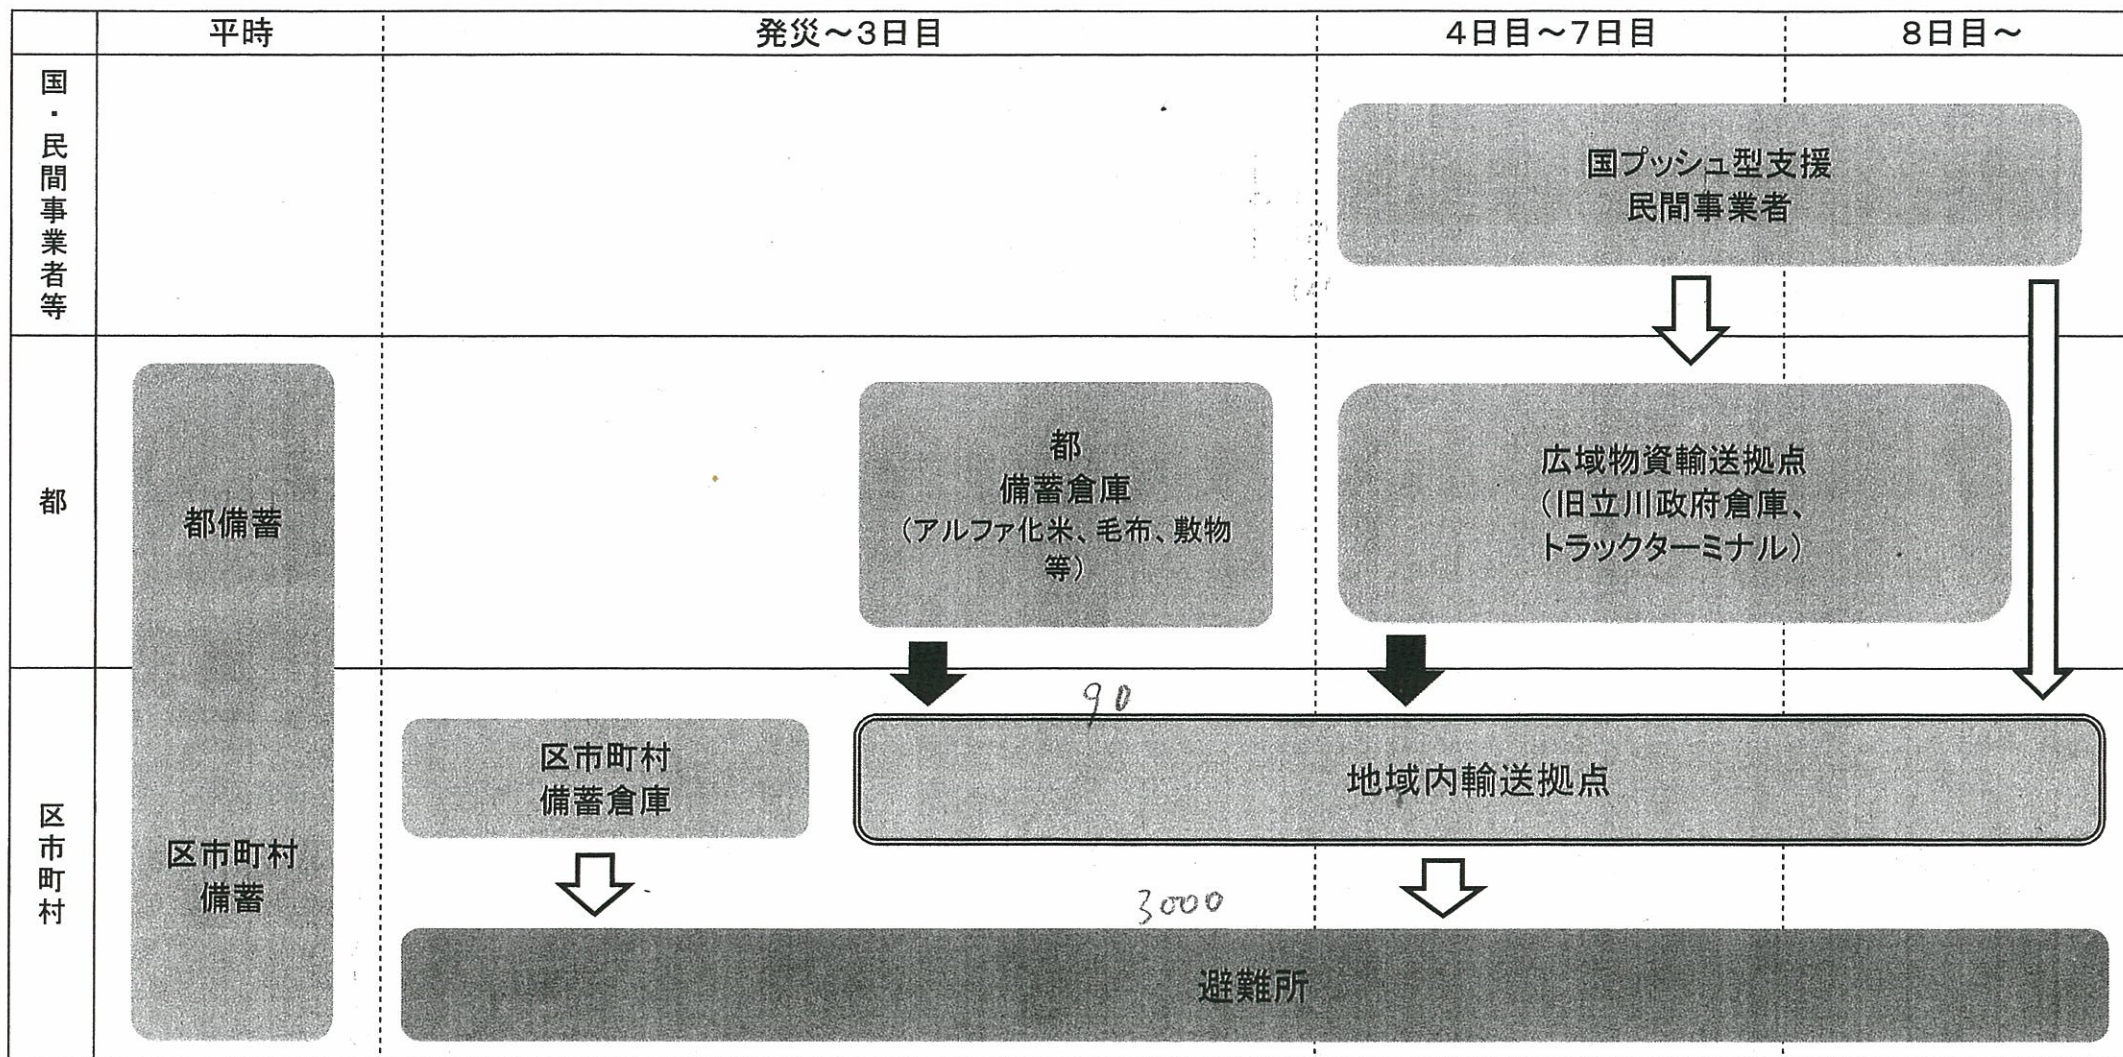 平時
発災～3日目
4日目～7日目
8日目～
国・民間事業者等
国プッシュ型支援
民間事業者
都
都備蓄
都
備蓄倉庫
(アルファ化米、毛布、敷物
等)
広域物資輸送拠点
(旧立川政府倉庫、
トラックターミナル)
区市町村
区市町村
備蓄
区市町村
備蓄倉庫
90
地域内輸送拠点
3000
避難所